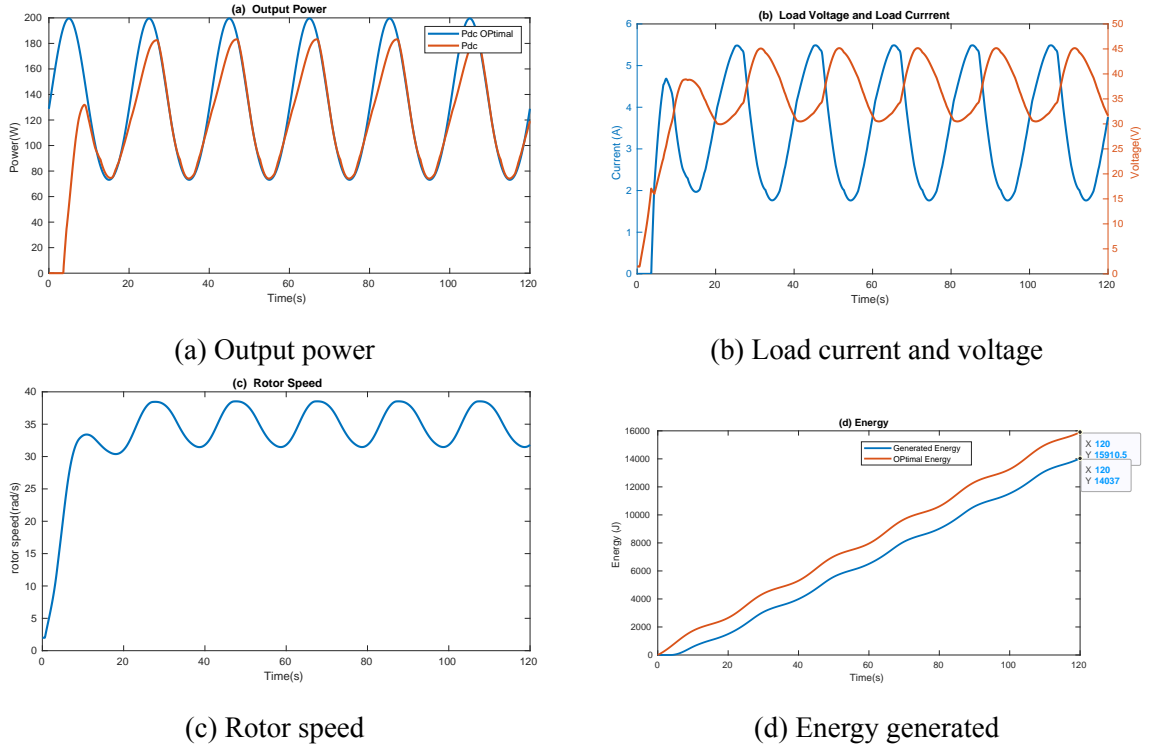 (a) Output Power
Pdc OPtimal
Pdc
Power(W)
200
180
160
140
120
100
80
60
40
20
0
0 20 40 60 80 100 120
Time(s)
(b) Load Voltage and Load Currrent
Current (A)
6
5
4
3
2
1
0
Voltage(V)
50
45
40
35
30
25
20
15
10
5
0
0 20 40 60 80 100 120
Time(s)
(a) Output power
(b) Load current and voltage
(c) Rotor Speed
rotor speed(rad/s)
40
35
30
25
20
15
10
5
0
0 20 40 60 80 100 120
Time(s)
(d) Energy
Generated Energy
OPtimal Energy
X 120
Y 15910.5
X 120
Y 14037
Energy (J)
16000
14000
12000
10000
8000
6000
4000
2000
0
0 20 40 60 80 100 120
Time(s)
(c) Rotor speed
(d) Energy generated